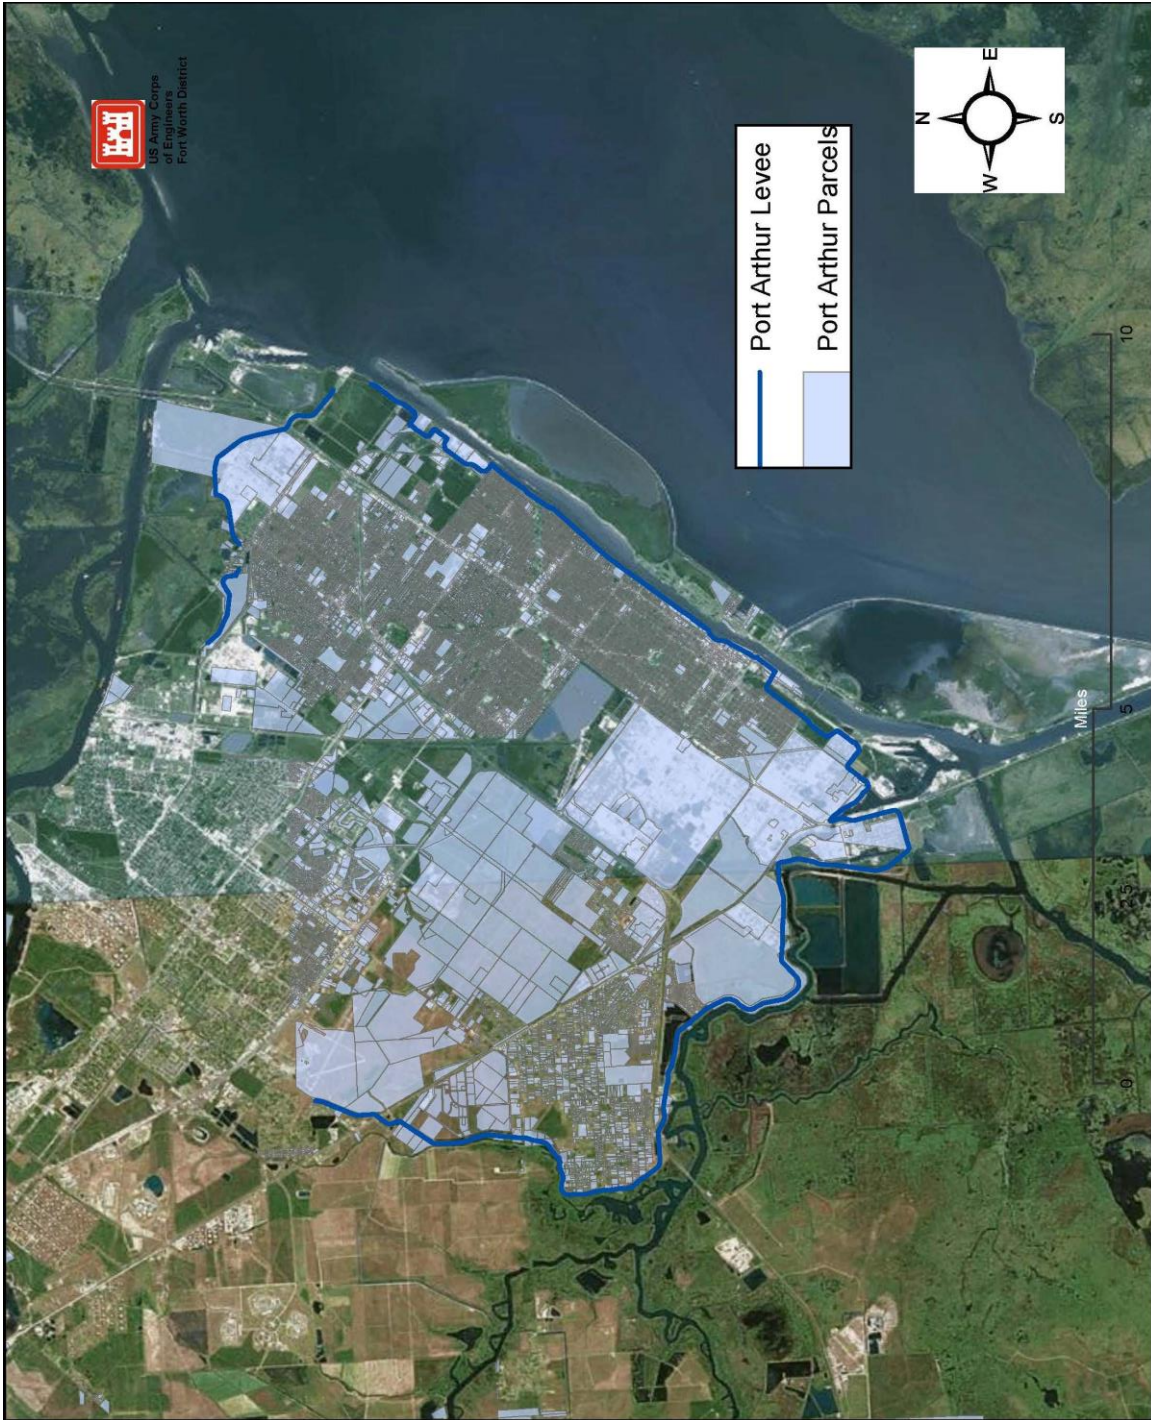 US Army Corps
of Engineers
Fort Worth District
Port Arthur Levee
Port Arthur Parcels
N
E
S
W
0
2.5
5
10
Miles